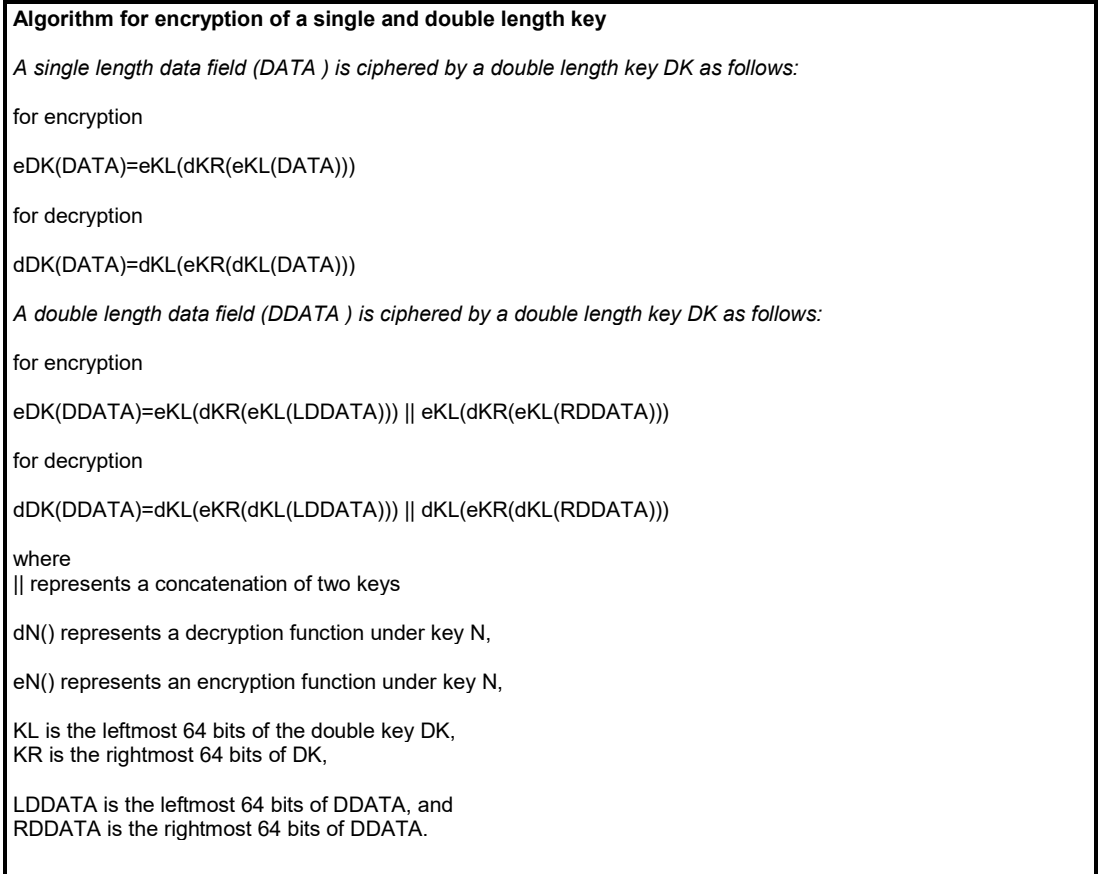 Algorithm for encryption of a single and double length key
A single length data field (DATA ) is ciphered by a double length key DK as follows:
for encryption
eDK(DATA)=eKL(dKR(eKL(DATA)))
for decryption
dDK(DATA)=dKL(eKR(dKL(DATA)))
A double length data field (DDATA ) is ciphered by a double length key DK as follows:
for encryption
eDK(DDATA)=eKL(dKR(eKL(LDDATA))) || eKL(dKR(eKL(RDDATA)))
for decryption
dDK(DDATA)=dKL(eKR(dKL(LDDATA))) || dKL(eKR(dKL(RDDATA)))
where
|| represents a concatenation of two keys
dN() represents a decryption function under key N,
eN() represents an encryption function under key N,
KL is the leftmost 64 bits of the double key DK,
KR is the rightmost 64 bits of DK,
LDDATA is the leftmost 64 bits of DDATA, and
RDDATA is the rightmost 64 bits of DDATA.